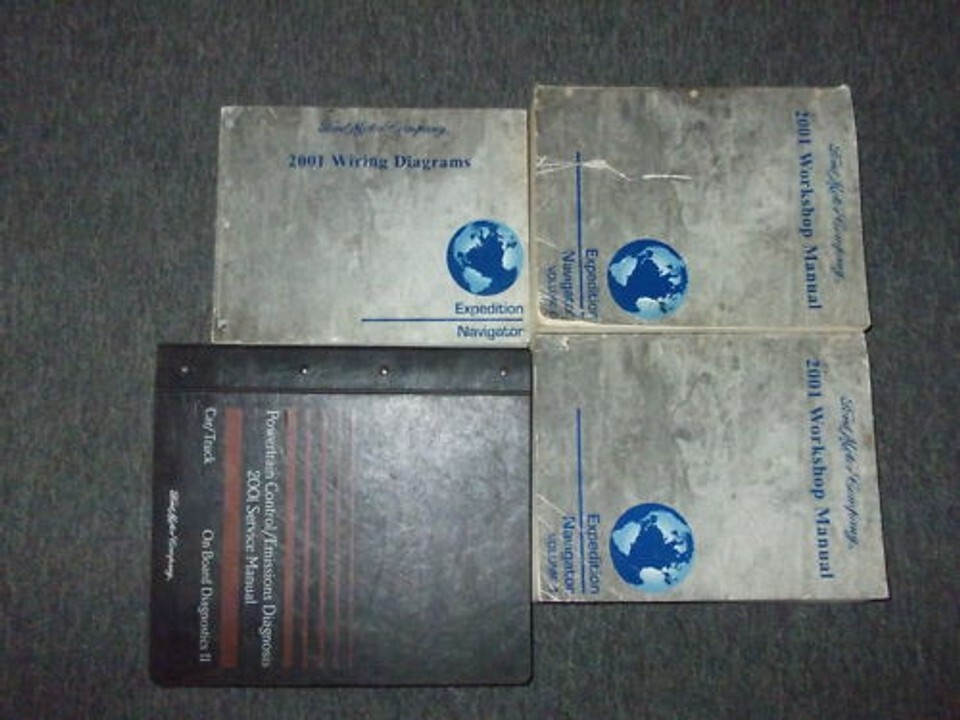 Ford Motor Company
2001 Wiring Diagrams
Expedition
Navigator
Ford Motor Company
2001 Workshop Manual
Expedition
Navigator
VOLUME
Ford Motor Company
2001 Workshop Manual
Expedition
Navigator
VOLUME
Powertrain Control/Emissions Diagnosis
2001 Service Manual
Car/Truck On Board Diagnostics II
Ford Motor Company